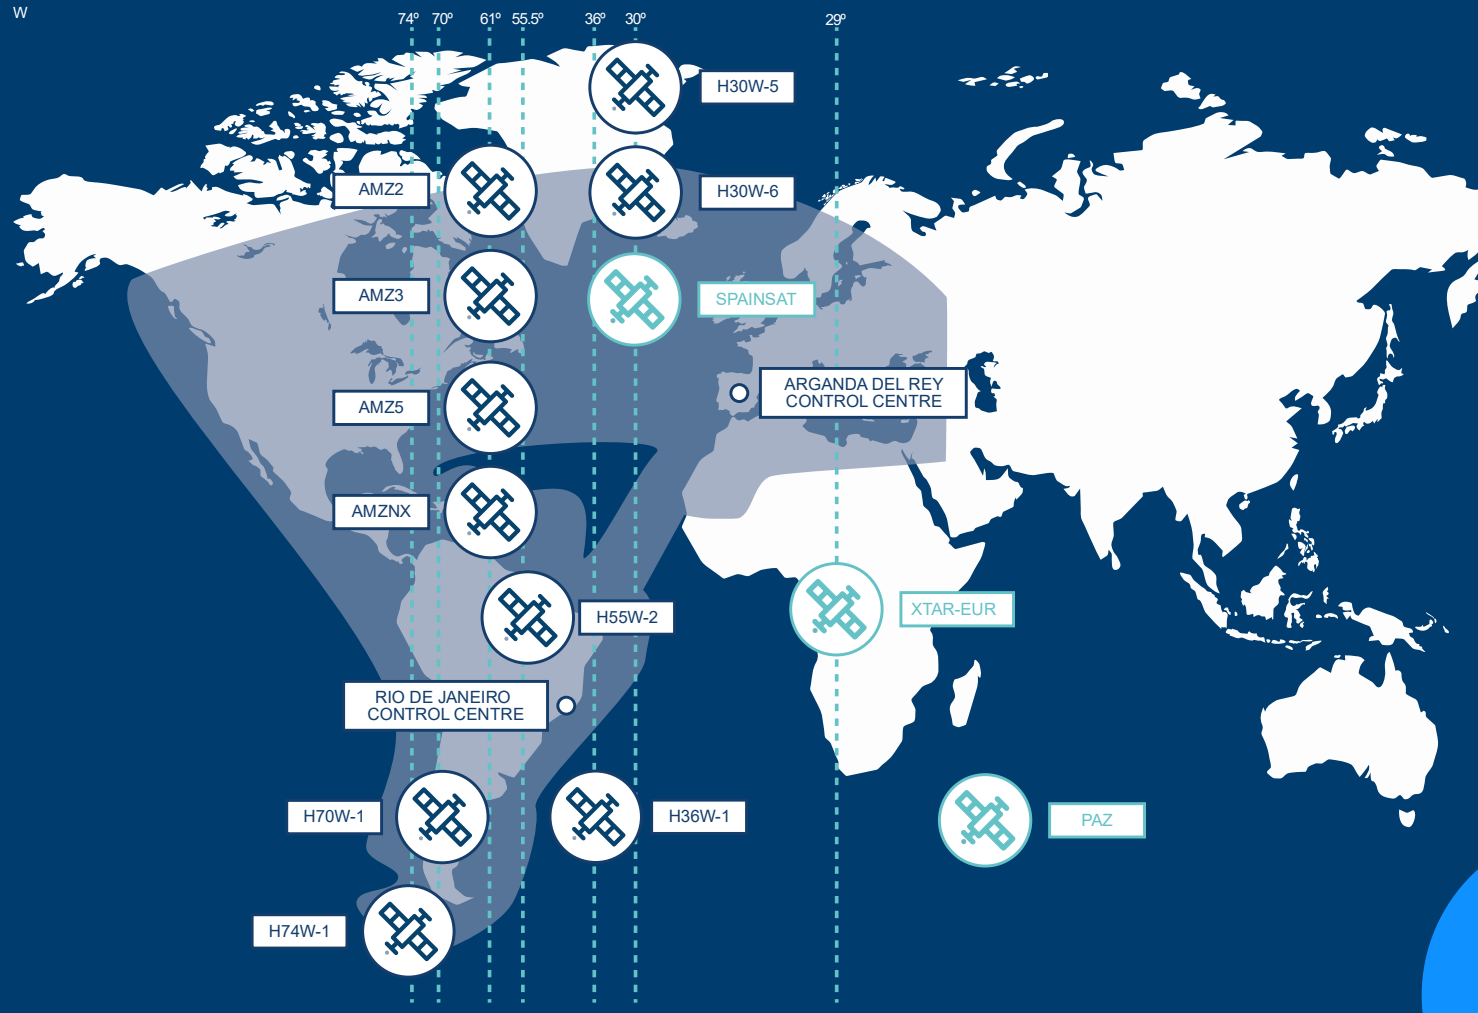 W
74º 70º 61º 55.5º 36º 30º 29º
H30W-5
AMZ2
H30W-6
AMZ3
SPAINSAT
ARGANDA DEL REY
CONTROL CENTRE
AMZ5
AMZNX
XTAR-EUR
H55W-2
RIO DE JANEIRO
CONTROL CENTRE
H70W-1
H36W-1
PAZ
H74W-1